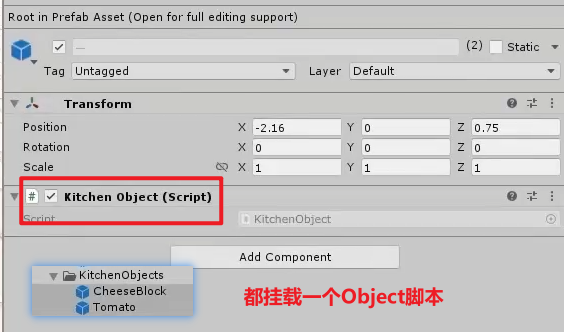 Root in Prefab Asset (Open for full editing support)
— (2) Static
Tag Untagged Layer Default
Transform
Position X -2.16 Y 0 Z 0.75
Rotation X 0 Y 0 Z 0
Scale X 1 Y 1 Z 1
# Kitchen Object (Script)
Script KitchenObject
Add Component
KitchenObjects
CheeseBlock
Tomato
都挂载一个Object脚本